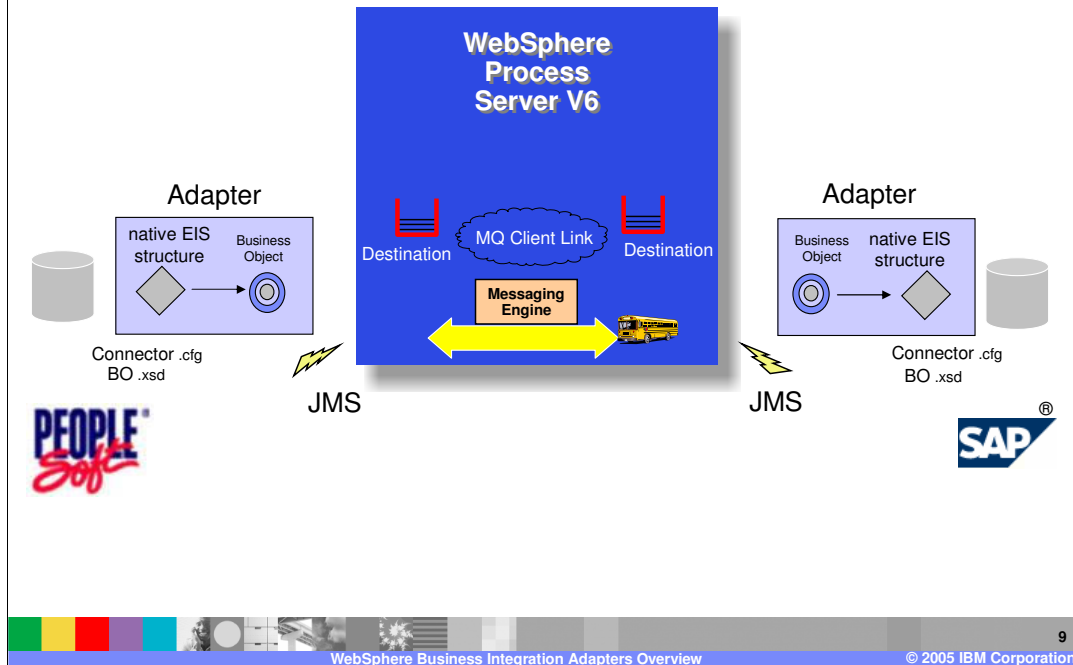 WebSphere
Process
Server V6
Adapter
native EIS
structure
Business
Object
Connector .cfg
BO .xsd
JMS
PEOPLE
Soft
Destination
MQ Client Link
Destination
Messaging
Engine
Adapter
Business
Object
native EIS
structure
Connector .cfg
BO .xsd
JMS
®
SAP
9
WebSphere Business Integration Adapters Overview
© 2005 IBM Corporation